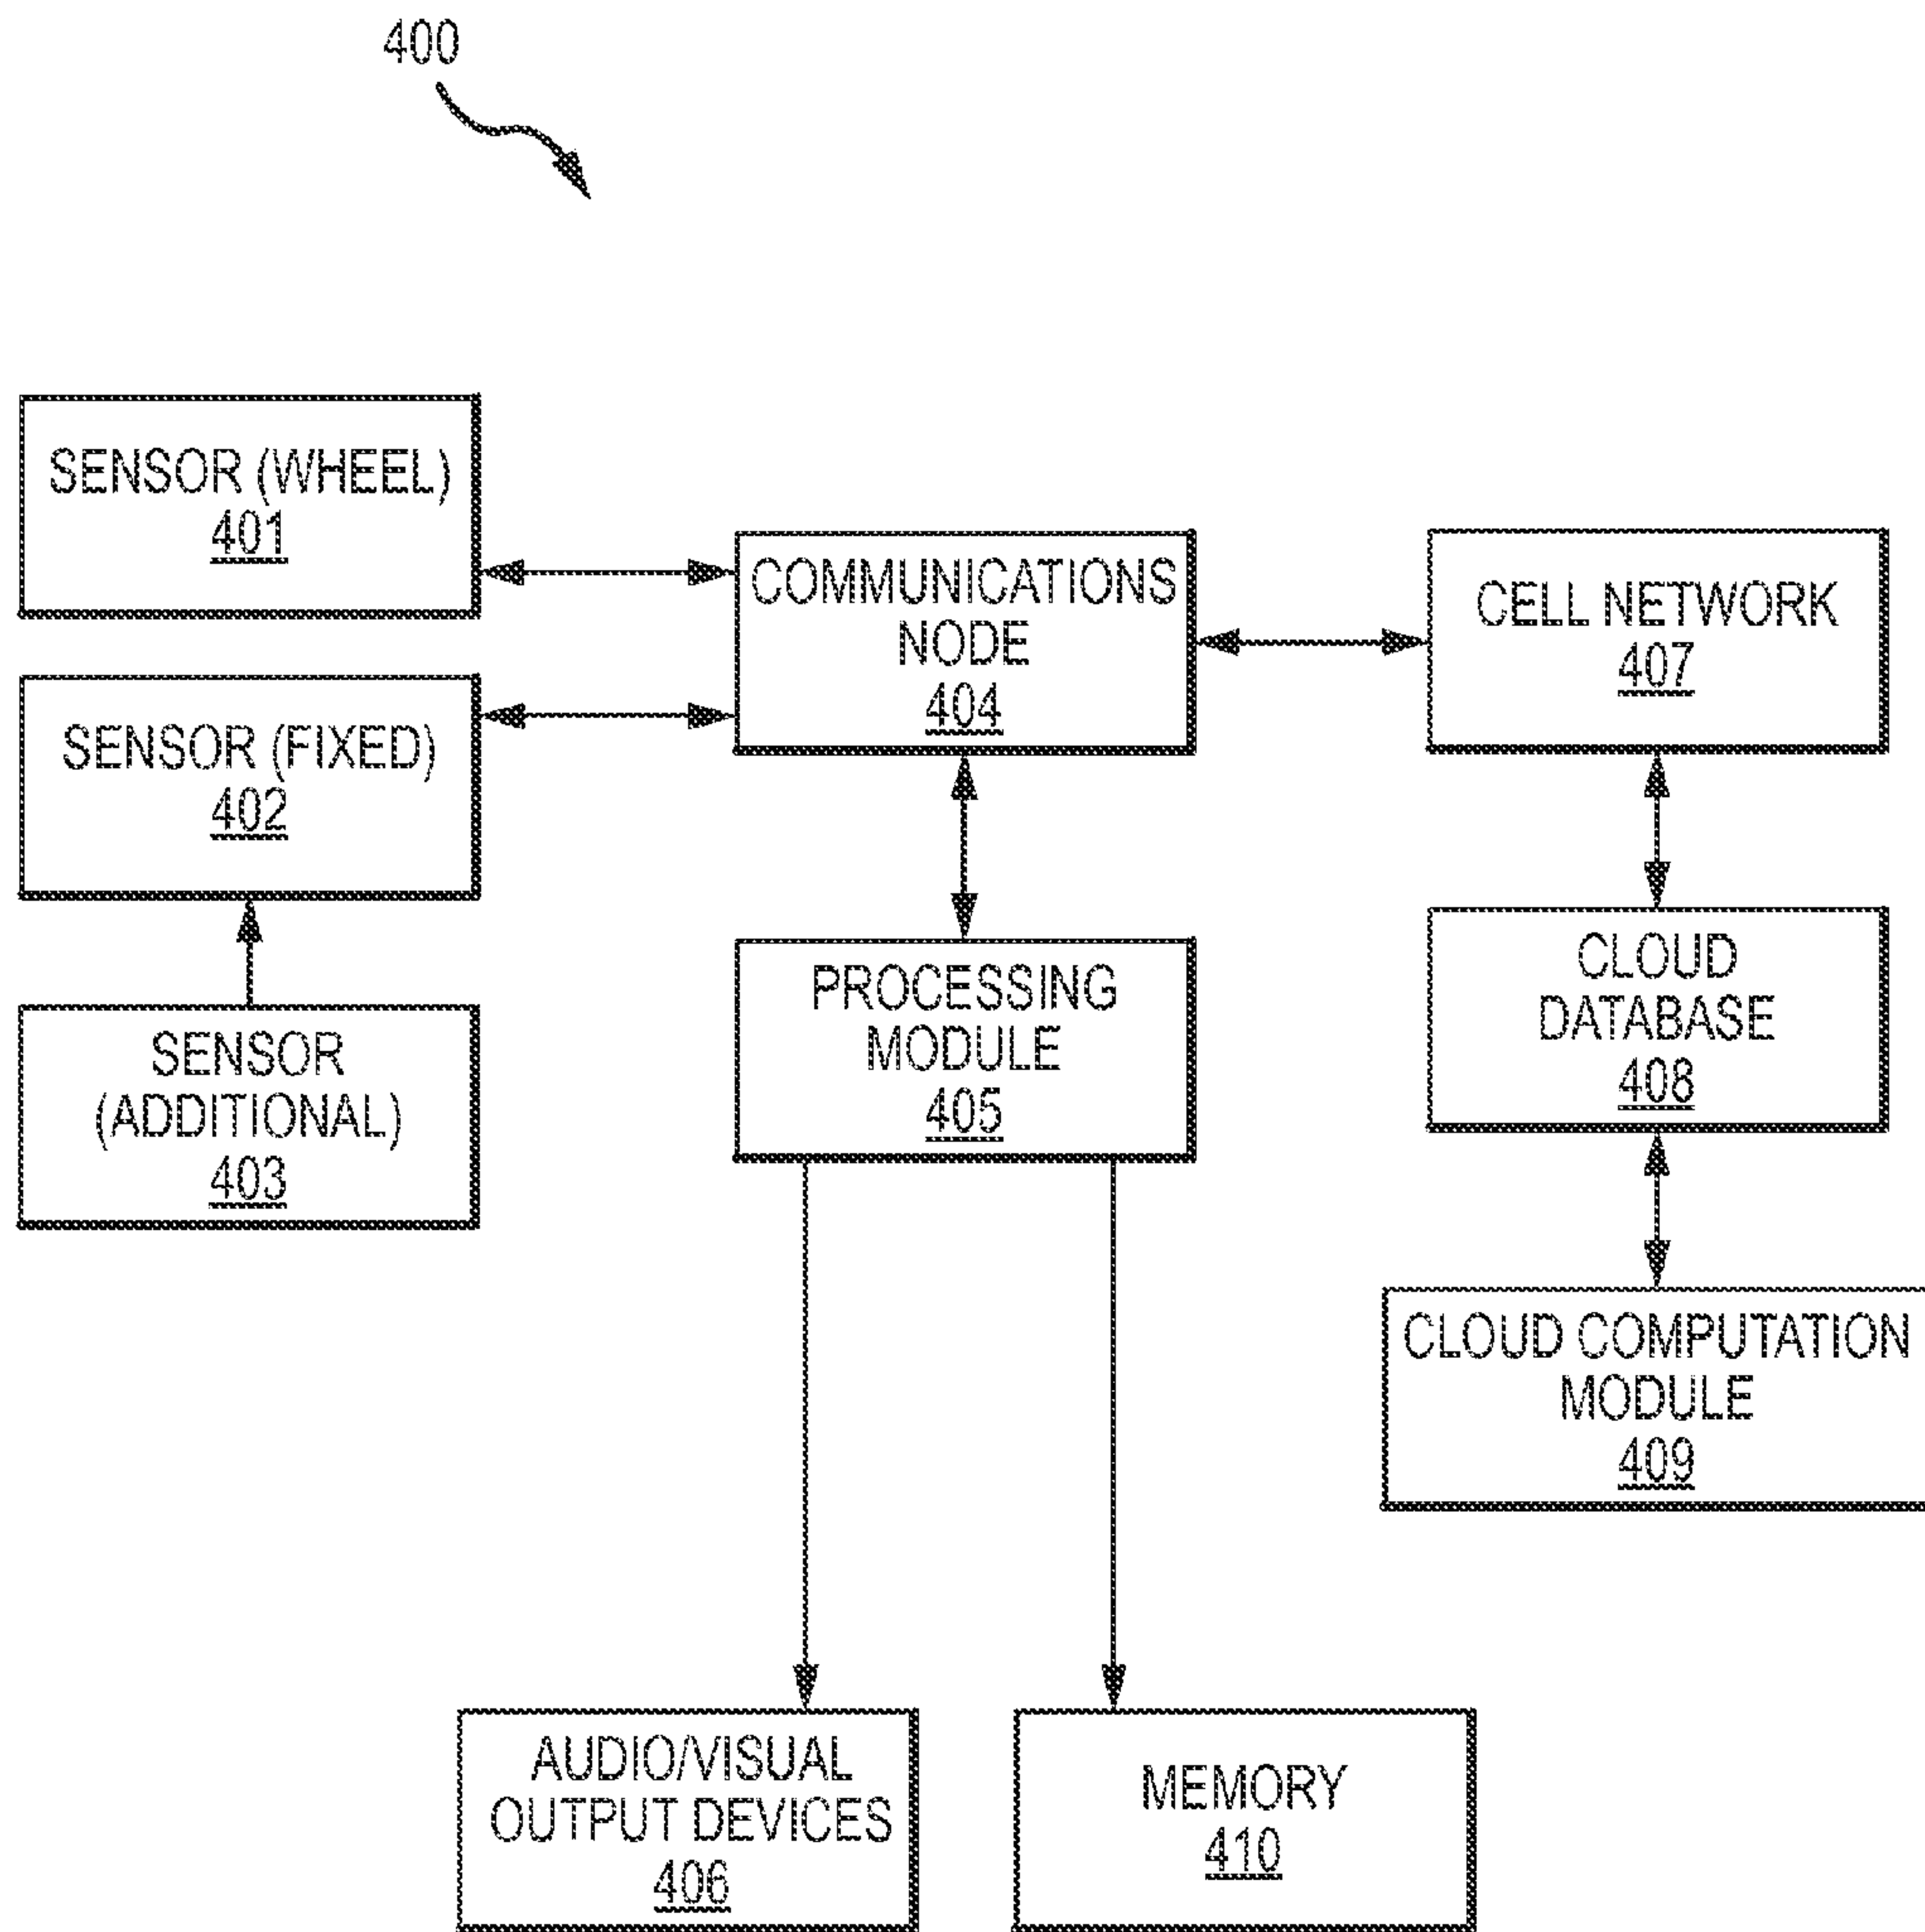 400
SENSOR (WHEEL)
401
SENSOR (FIXED)
402
SENSOR
(ADDITIONAL)
403
COMMUNICATIONS
NODE
404
PROCESSING
MODULE
405
CELL NETWORK
407
CLOUD
DATABASE
408
CLOUD COMPUTATION
MODULE
409
AUDIO/VISUAL
OUTPUT DEVICES
406
MEMORY
410